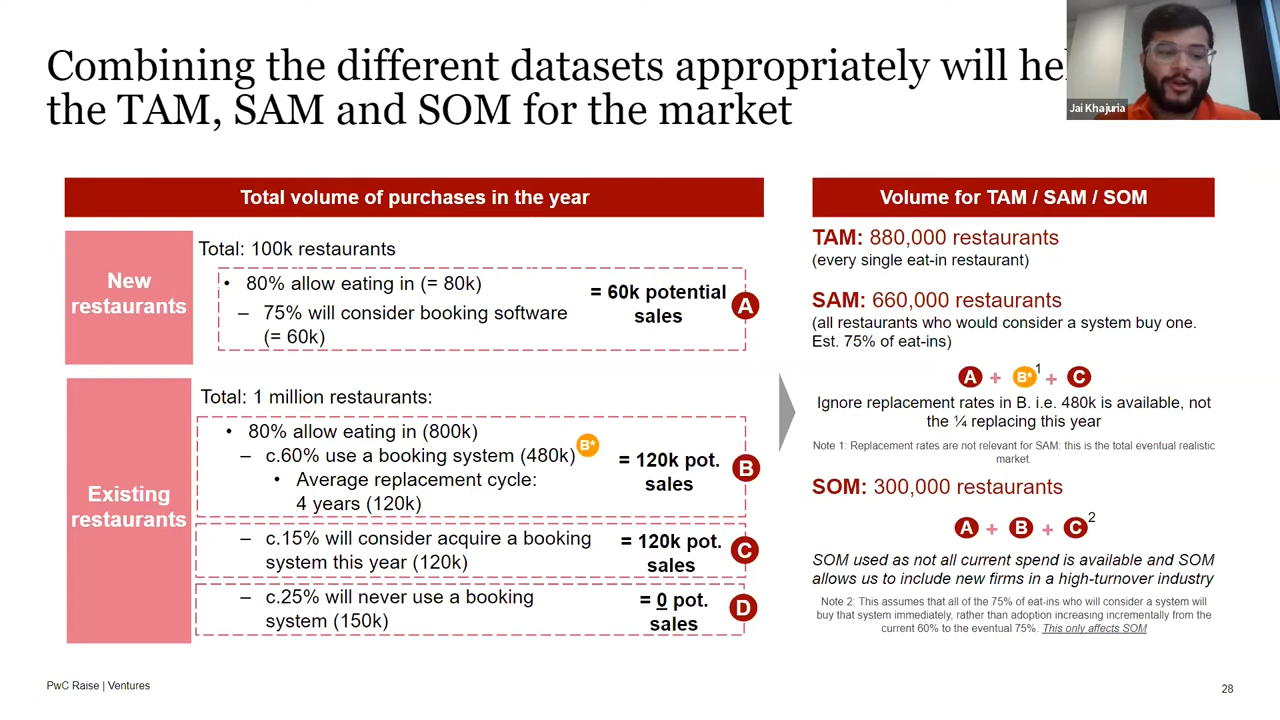 Combining the different datasets appropriately will
the TAM, SAM and SOM for the market
Jai Khajuria
Total volume of purchases in the year
New
restaurants
Total: 100k restaurants
• 80% allow eating in (= 80k)
– 75% will consider booking software
(= 60k)
= 60k potential
sales
A
Existing
restaurants
Total: 1 million restaurants:
• 80% allow eating in (800k)
– c.60% use a booking system (480k)
B*
• Average replacement cycle:
4 years (120k)
= 120k pot.
sales
B
– c.15% will consider acquire a booking
system this year (120k)
= 120k pot.
sales
C
– c.25% will never use a booking
system (150k)
= 0 pot.
sales
D
Volume for TAM / SAM / SOM
TAM: 880,000 restaurants
(every single eat-in restaurant)
SAM: 660,000 restaurants
(all restaurants who would consider a system buy one.
Est. 75% of eat-ins)
A + B* 1 + C
Ignore replacement rates in B. i.e. 480k is available, not
the ¼ replacing this year
Note 1: Replacement rates are not relevant for SAM: this is the total eventual realistic
market.
SOM: 300,000 restaurants
A + B + C 2
SOM used as not all current spend is available and SOM
allows us to include new firms in a high-turnover industry
Note 2: This assumes that all of the 75% of eat-ins who will consider a system will
buy that system immediately, rather than adoption increasing incrementally from the
current 60% to the eventual 75%. This only affects SOM
PwC Raise | Ventures
28